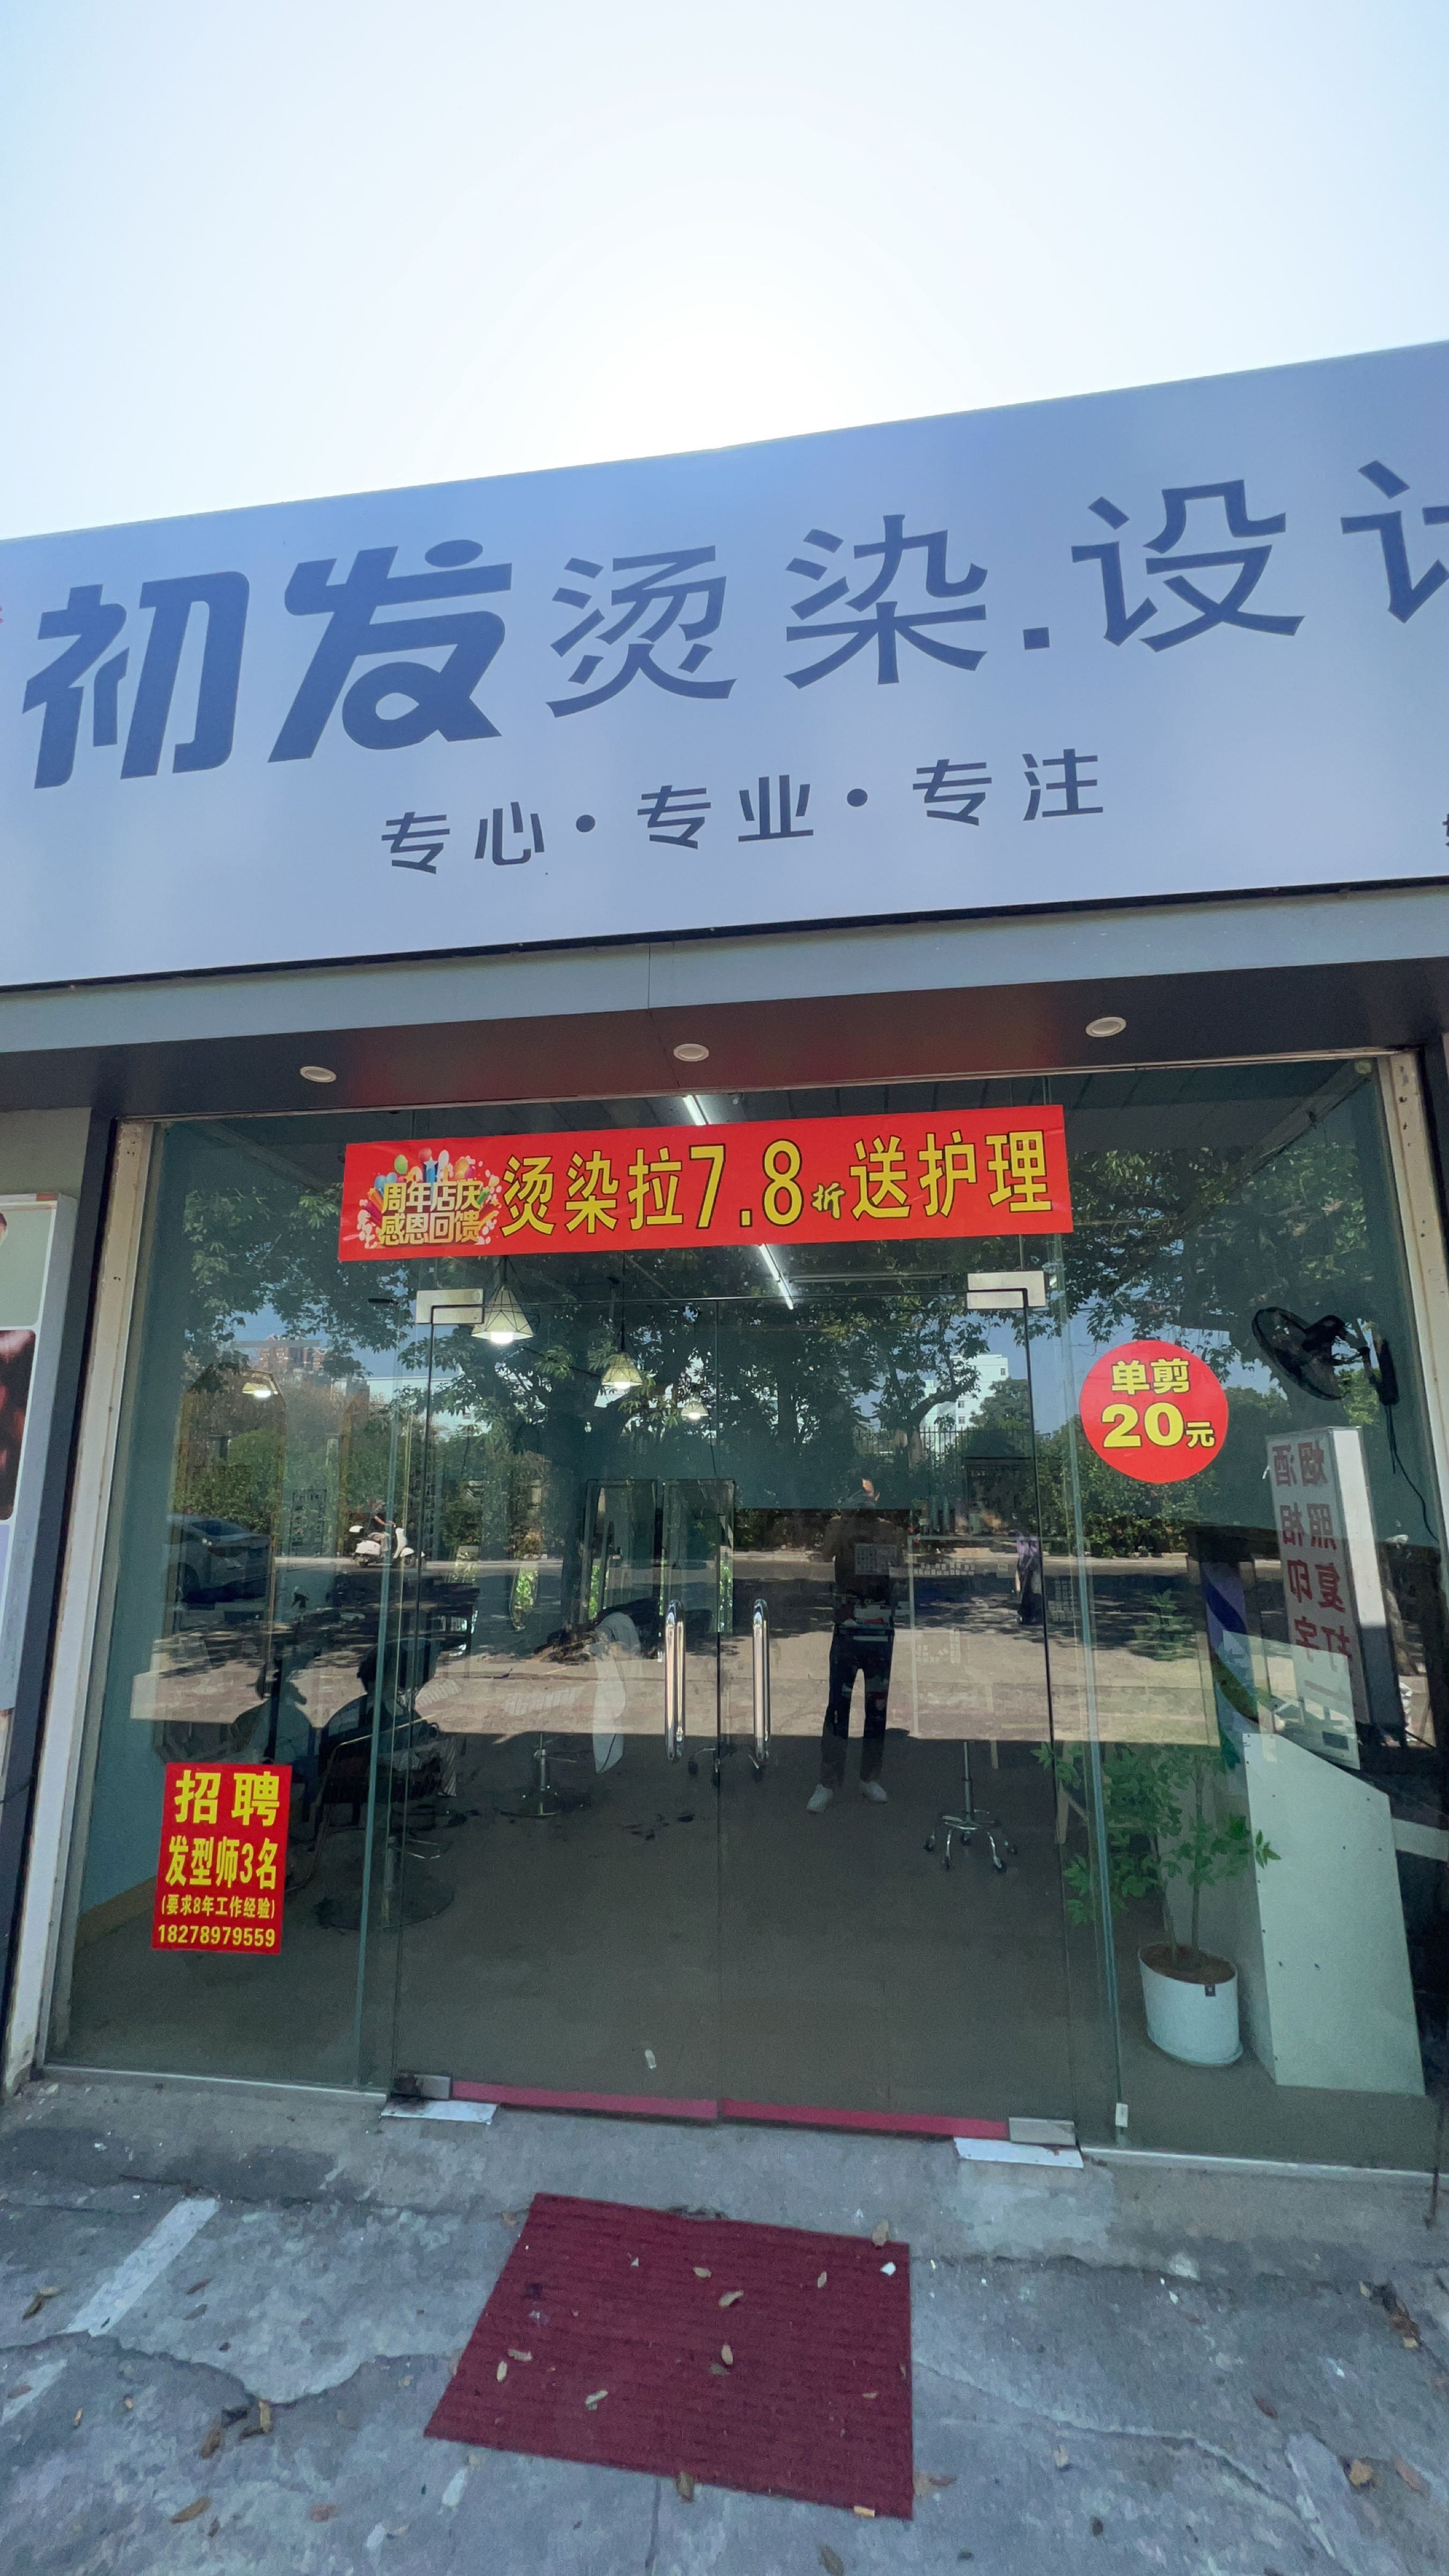 初发烫染.设计
专心·专业·专注
周年店庆
感恩回馈
烫染拉7.8折送护理
单剪
20元
烟酒
照相
复印
打字
招聘
发型师3名
(要求8年工作经验)
18278979559